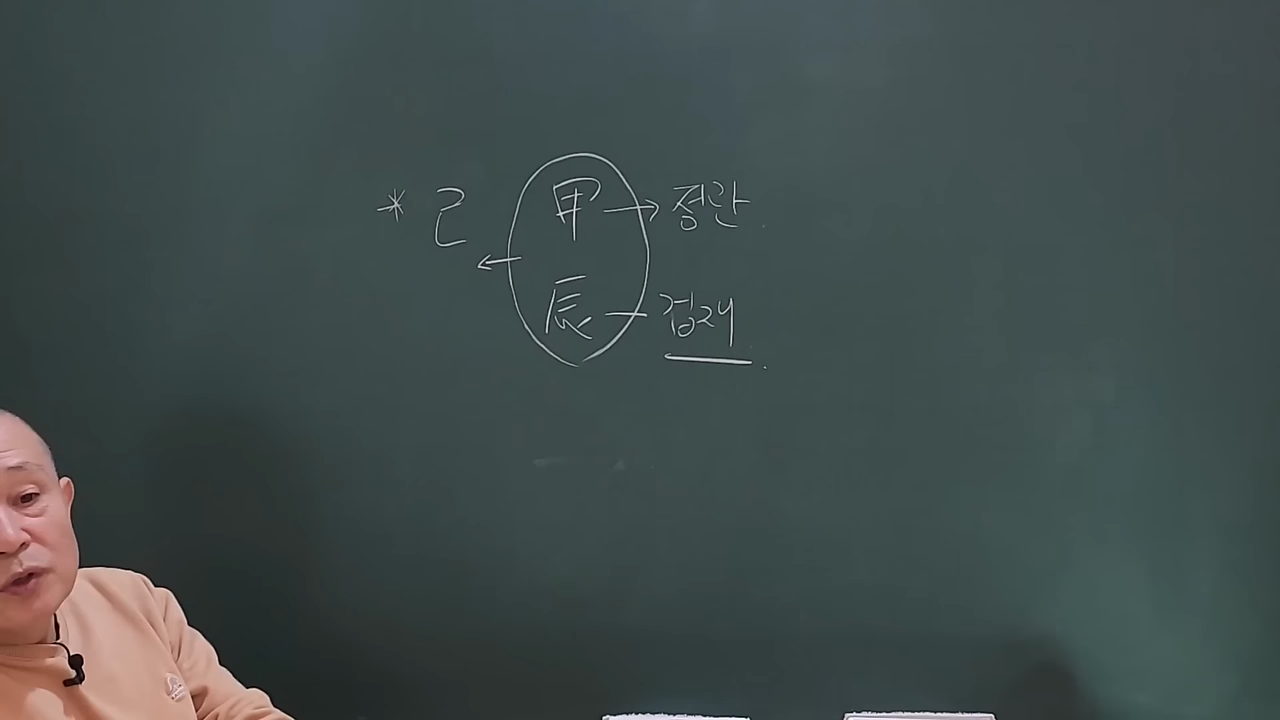 * 己 甲 → 정관
← 辰 — 겁재